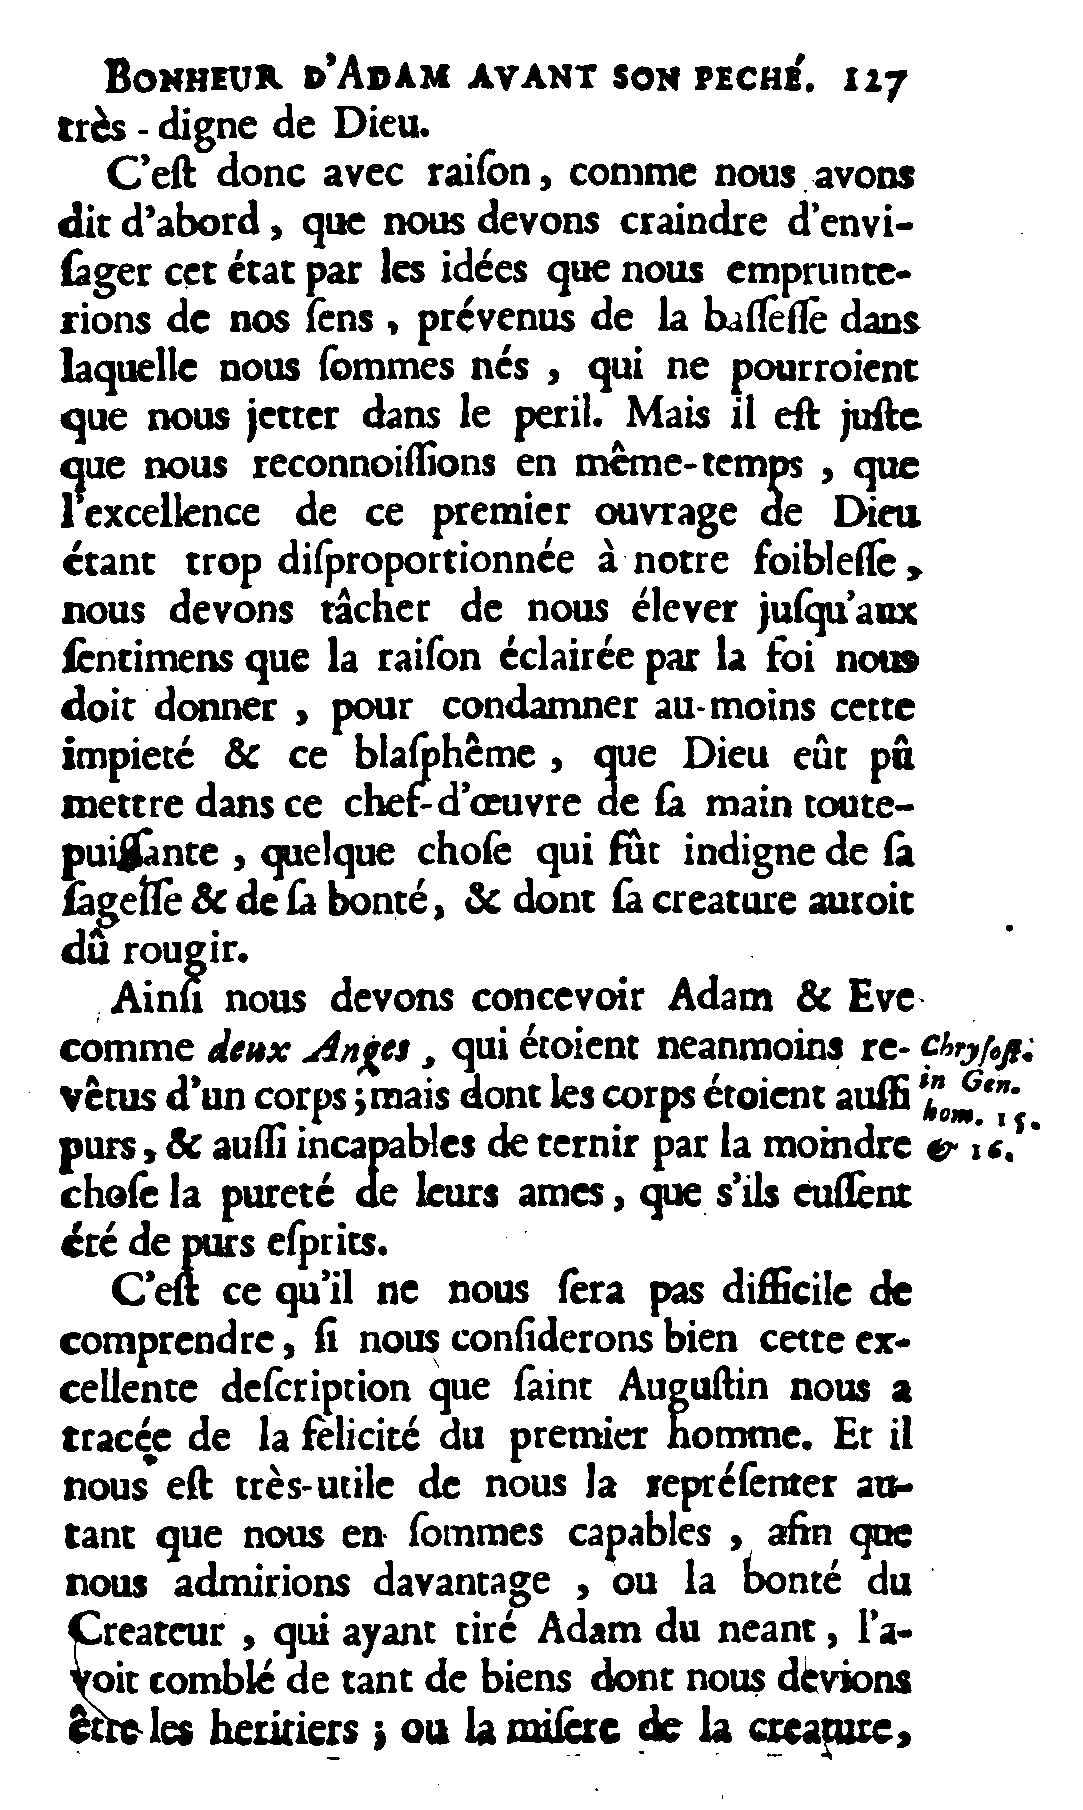 BONHEUR D'ADAM AVANT SON PECHÉ. 127
très-digne de Dieu.
C'eſt donc avec raiſon, comme nous avons
dit d'abord, que nous devons craindre d'envi-
ſager cet état par les idées que nous emprunte-
rions de nos ſens, prévenus de la baſſeſſe dans
laquelle nous ſommes nés, qui ne pourroient
que nous jetter dans le peril. Mais il eſt juſte
que nous reconnoiſſions en même-temps, que
l'excellence de ce premier ouvrage de Dieu
étant trop diſproportionnée à notre foibleſſe,
nous devons tâcher de nous élever juſqu'aux
ſentimens que la raiſon éclairée par la foi nous
doit donner, pour condamner au-moins cette
impieté & ce blaſphême, que Dieu eût pû
mettre dans ce chef-d'œuvre de ſa main toute-
puiſſante, quelque choſe qui fût indigne de ſa
ſageſſe & de ſa bonté, & dont ſa creature auroit
dû rougir.
Ainſi nous devons concevoir Adam & Eve
comme deux Anges, qui étoient neanmoins re-
vêtus d'un corps; mais dont les corps étoient auſſi
purs, & auſſi incapables de ternir par la moindre
choſe la pureté de leurs ames, que s'ils euſſent
été de purs eſprits.
Chryſoſt.
in Gen.
hom. 15.
& 16.
C'eſt ce qu'il ne nous ſera pas difficile de
comprendre, ſi nous conſiderons bien cette ex-
cellente deſcription que ſaint Auguſtin nous a
tracée de la félicité du premier homme. Et il
nous eſt très-utile de nous la repréſenter au-
tant que nous en ſommes capables, afin que
nous admirions davantage, ou la bonté du
Createur, qui ayant tiré Adam du neant, l'a-
voit comblé de tant de biens dont nous devions
être les heritiers; ou la miſere de la creature,